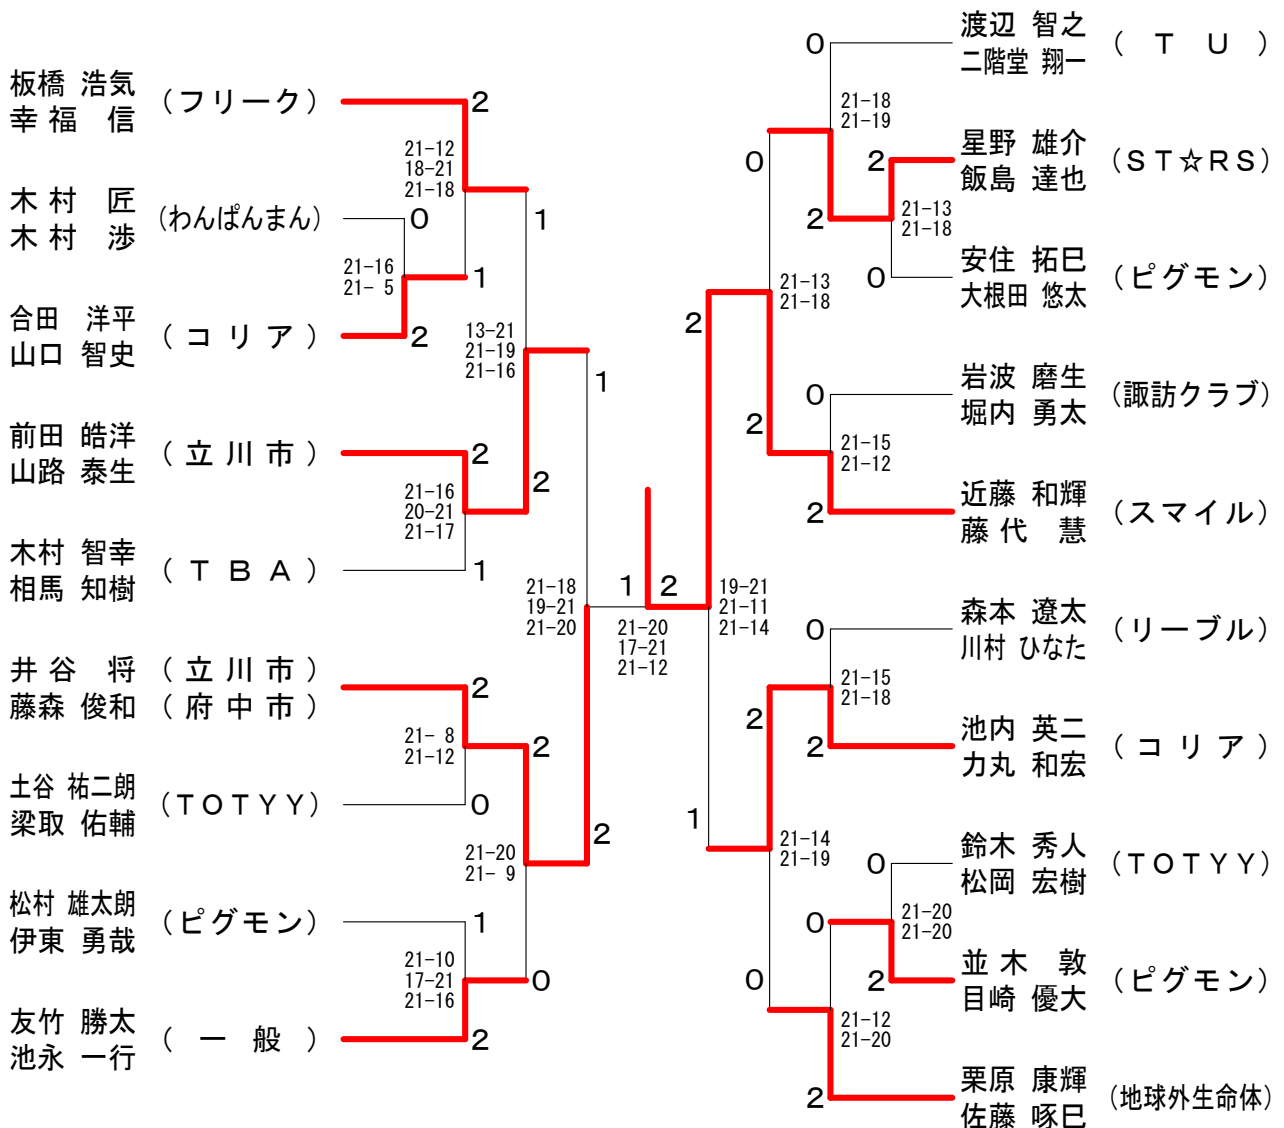 板橋 浩気
幸福 信
(フリーク)
2
21-12
18-21
21-18
1
木村 匠
木村 渉
(わんぱんまん)
0
21-16
21- 5
1
合田 洋平
山口 智史
(コリア)
2
13-21
21-19
21-16
1
前田 皓洋
山路 泰生
(立川市)
2
2
21-16
20-21
21-17
木村 智幸
相馬 知樹
(TBA)
1
21-18
19-21
21-20
井谷 将
藤森 俊和
(立川市)
(府中市)
2
21- 8
21-12
2
土谷 祐二朗
梁取 佑輔
(TOTYY)
0
21-20
21- 9
2
松村 雄太朗
伊東 勇哉
(ピグモン)
1
21-10
17-21
21-16
0
友竹 勝太
池永 一行
(一般)
2
1 2
21-20
17-21
21-12
0
渡辺 智之
二階堂 翔一
(TU)
21-18
21-19
0
2
星野 雄介
飯島 達也
(ST☆RS)
2
21-13
21-18
0
安住 拓巳
大根田 悠太
(ピグモン)
21-13
21-18
2
0
岩波 磨生
堀内 勇太
(諏訪クラブ)
2
21-15
21-12
2
近藤 和輝
藤代 慧
(スマイル)
19-21
21-11
21-14
0
森本 遼太
川村 ひなた
(リーブル)
21-15
21-18
2
2
池内 英二
力丸 和宏
(コリア)
1
21-14
21-19
0
鈴木 秀人
松岡 宏樹
(TOTYY)
0
21-20
21-20
2
並木 敦
目崎 優大
(ピグモン)
0
21-12
21-20
2
栗原 康輝
佐藤 啄巳
(地球外生命体)